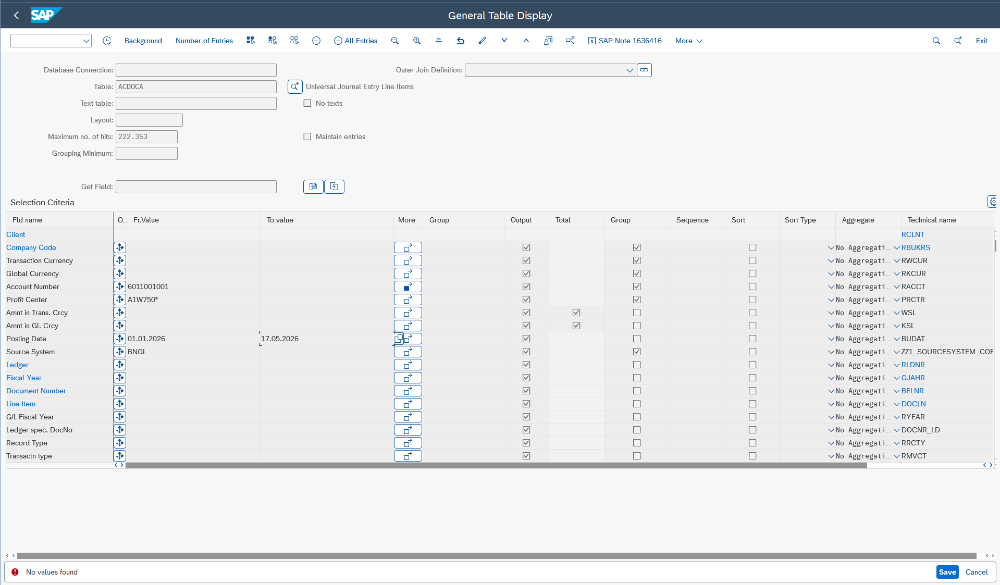 SAP
General Table Display
Background Number of Entries All Entries SAP Note 1636416 More Exit
Database Connection: Outer Join Definition:
Table: ACDOCA Universal Journal Entry Line Items
Text table: No texts
Layout:
Maximum no. of hits: 222.353 Maintain entries
Grouping Minimum:
Get Field:
Selection Criteria
Fld name O... Fr.Value To value More Group Output Total Group Sequence Sort Sort Type Aggregate Technical name
Client RCLNT
Company Code No Aggregati... RBUKRS
Transaction Currency No Aggregati... RWCUR
Global Currency No Aggregati... RKCUR
Account Number 6011001001 No Aggregati... RACCT
Profit Center A1W750* No Aggregati... PRCTR
Amnt in Trans. Crcy No Aggregati... WSL
Amnt in Gl. Crcy No Aggregati... KSL
Posting Date 01.01.2026 17.05.2026 No Aggregati... BUDAT
Source System BNGL No Aggregati... ZZ1_SOURCESYSTEM_COB
Ledger No Aggregati... RLDNR
Fiscal Year No Aggregati... GJAHR
Document Number No Aggregati... BELNR
Line Item No Aggregati... DOCLN
G/L Fiscal Year No Aggregati... RYEAR
Ledger spec. DocNo No Aggregati... DOCNR_LD
Record Type No Aggregati... RRCTY
Transactn type No Aggregati... RMVCT
No values found Save Cancel